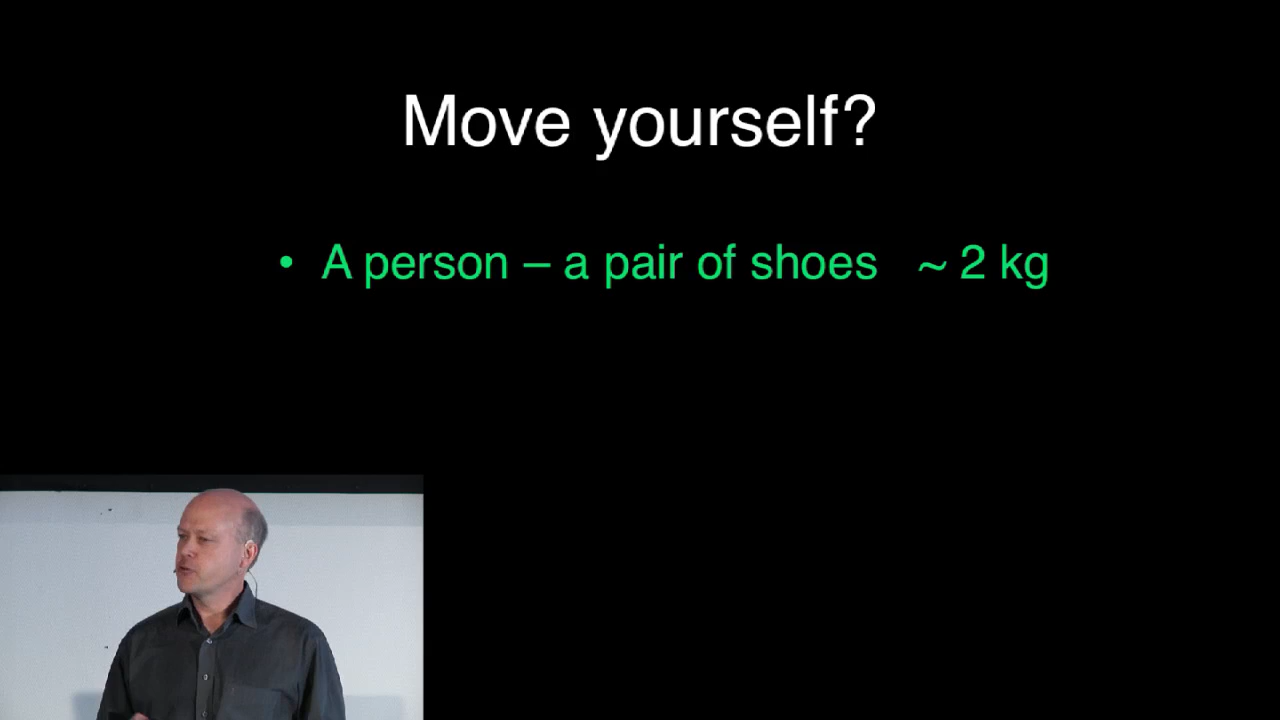 Move yourself?
• A person – a pair of shoes ~ 2 kg